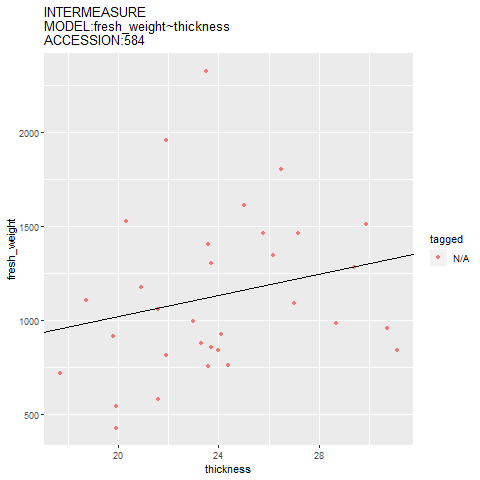 INTERMEASURE
MODEL:fresh_weight~thickness
ACCESSION:584
2000
1500
1000
500
fresh_weight
20
24
28
thickness
tagged
N/A